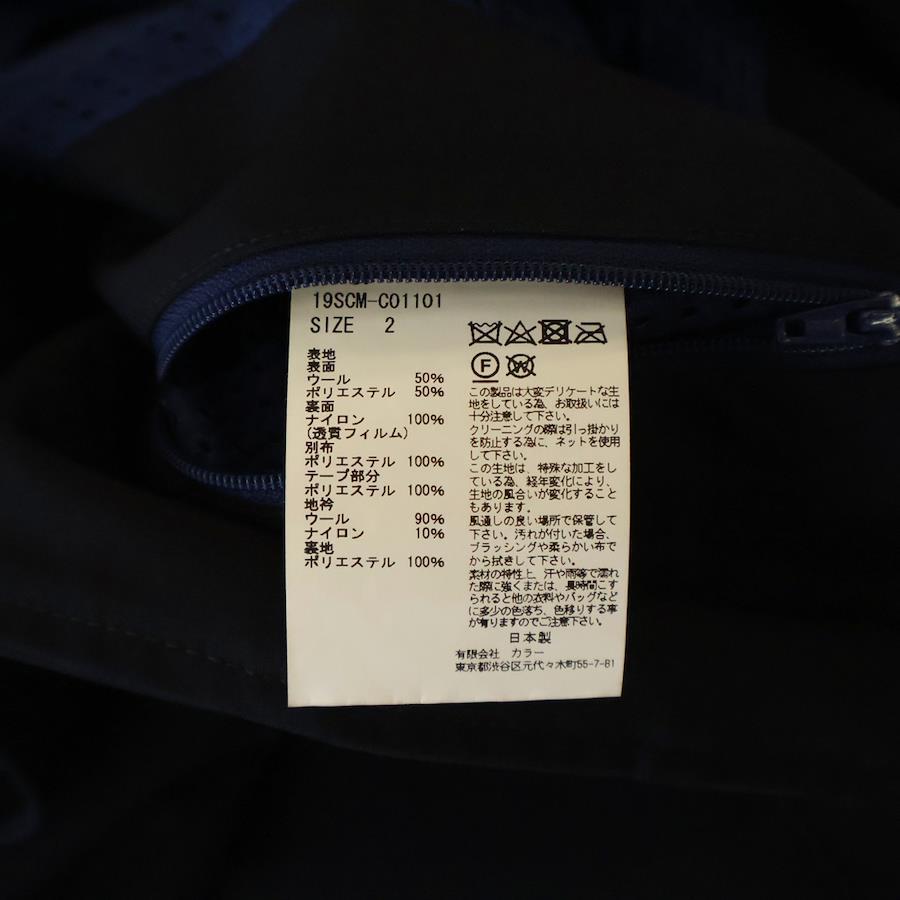 19SCM-C01101
SIZE 2
表地
表面
ウール 50%
ポリエステル 50%
裏面
ナイロン 100%
(透質フィルム)
別布
ポリエステル 100%
テープ部分
ポリエステル 100%
地衿
ウール 90%
ナイロン 10%
裏地
ポリエステル 100%
F
W
この製品は大変デリケートな生
地をしている為、お取扱いには
十分注意して下さい。
クリーニングの際は引っ掛かり
を防止する為に、ネットを使用
して下さい。
この生地は、特殊な加工をし
ている為、経年変化により、
生地の風合いが変化すること
もあります。
風通しの良い場所で保管して
下さい。汚れが付いた場合、
ブラッシングや柔らかい布で
から拭きして下さい。
素材の特性上、汗や雨等で濡れ
た際に強くまたは、長時間こす
られると他の衣料やバッグなど
に多少の色落ち、色移りする事
が有りますのでご注意下さい。
日本製
有限会社 カラー
東京都渋谷区元代々木町55-7-B1